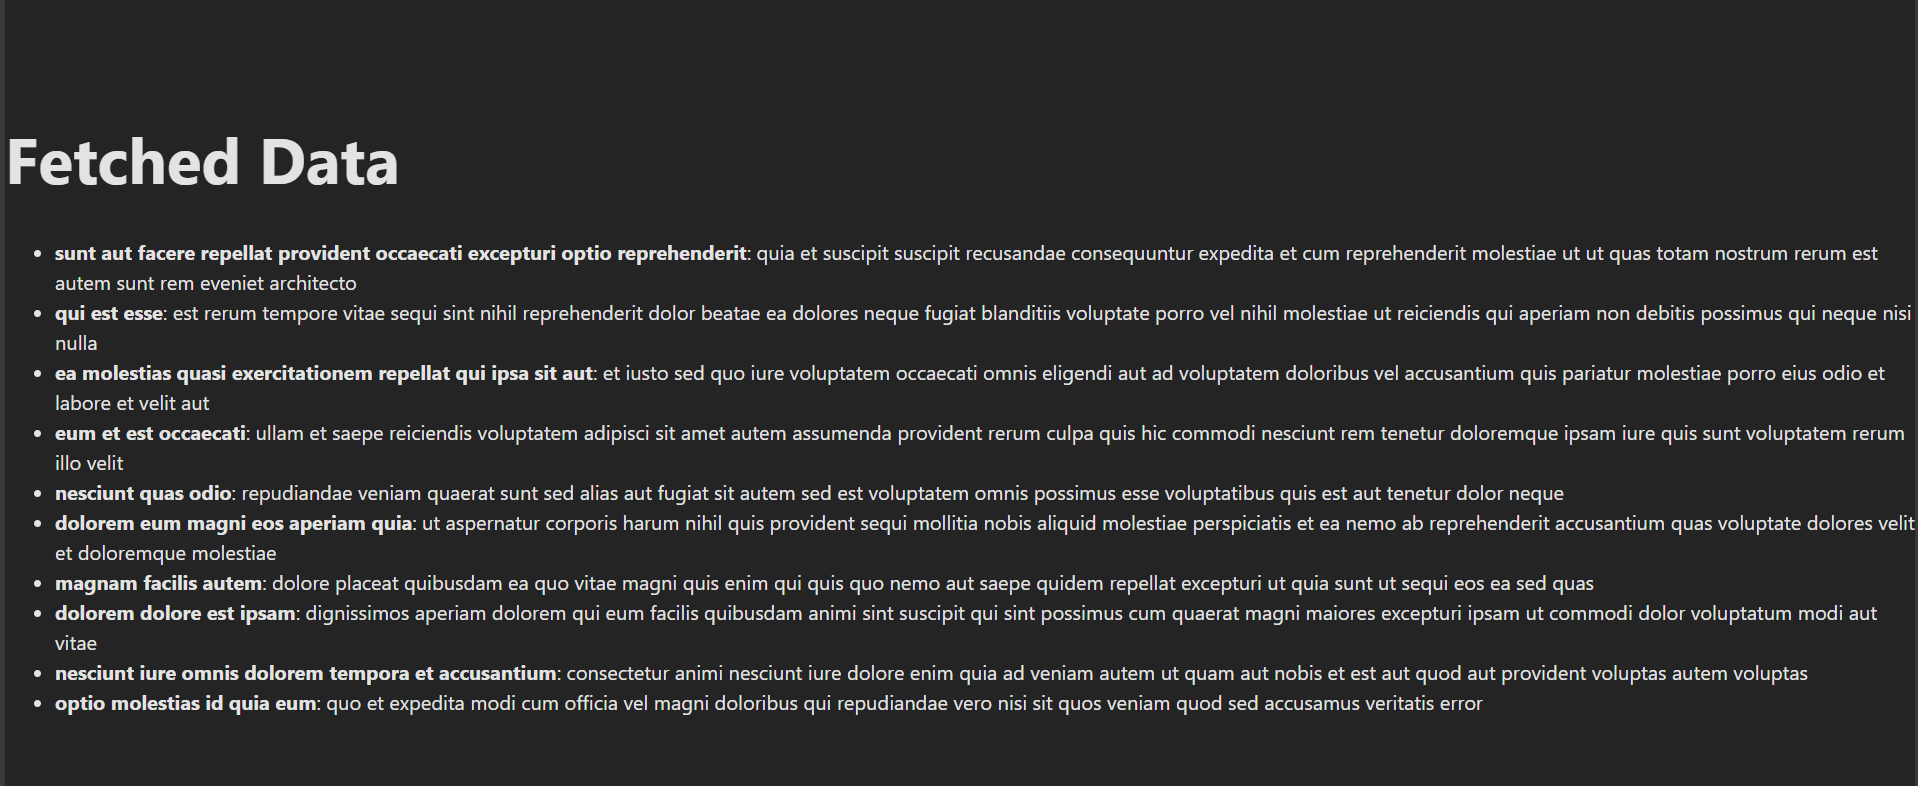 Fetched Data
• sunt aut facere repellat provident occaecati excepturi optio reprehenderit: quia et suscipit suscipit recusandae consequuntur expedita et cum reprehenderit molestiae ut ut quas totam nostrum rerum est
autem sunt rem eveniet architecto
• qui est esse: est rerum tempore vitae sequi sint nihil reprehenderit dolor beatae ea dolores neque fugiat blanditiis voluptate porro vel nihil molestiae ut reiciendis qui aperiam non debitis possimus qui neque nisi
nulla
• ea molestias quasi exercitationem repellat qui ipsa sit aut: et iusto sed quo iure voluptatem occaecati omnis eligendi aut ad voluptatem doloribus vel accusantium quis pariatur molestiae porro eius odio et
labore et velit aut
• eum et est occaecati: ullam et saepe reiciendis voluptatem adipisci sit amet autem assumenda provident rerum culpa quis hic commodi nesciunt rem tenetur doloremque ipsam iure quis sunt voluptatem rerum
illo velit
• nesciunt quas odio: repudiandae veniam quaerat sunt sed alias aut fugiat sit autem sed est voluptatem omnis possimus esse voluptatibus quis est aut tenetur dolor neque
• dolorem eum magni eos aperiam quia: ut aspernatur corporis harum nihil quis provident sequi mollitia nobis aliquid molestiae perspiciatis et ea nemo ab reprehenderit accusantium quas voluptate dolores velit
et doloremque molestiae
• magnam facilis autem: dolore placeat quibusdam ea quo vitae magni quis enim qui quis quo nemo aut saepe quidem repellat excepturi ut quia sunt ut sequi eos ea sed quas
• dolorem dolore est ipsam: dignissimos aperiam dolorem qui eum facilis quibusdam animi sint suscipit qui sint possimus cum quaerat magni maiores excepturi ipsam ut commodi dolor voluptatum modi aut
vitae
• nesciunt iure omnis dolorem tempora et accusantium: consectetur animi nesciunt iure dolore enim quia ad veniam autem ut quam aut nobis et est aut quod aut provident voluptas autem voluptas
• optio molestias id quia eum: quo et expedita modi cum officia vel magni doloribus qui repudiandae vero nisi sit quos veniam quod sed accusamus veritatis error